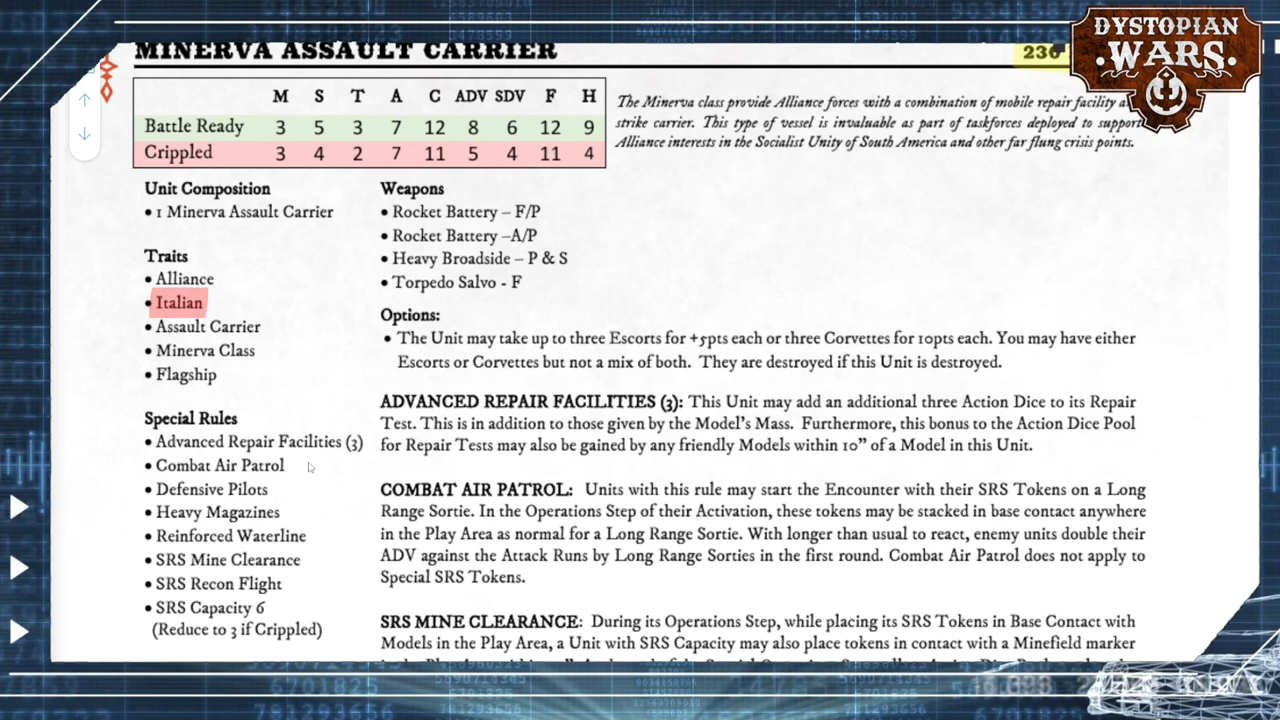 MINERVA ASSAULT CARRIER 230
DYSTOPIAN
WARS
M S T A C ADV SDV F H
Battle Ready 3 5 3 7 12 8 6 12 9
Crippled 3 4 2 7 11 5 4 11 4
The Minerva class provide Alliance forces with a combination of mobile repair facility
strike carrier. This type of vessel is invaluable as part of taskforces deployed to support
Alliance interests in the Socialist Unity of South America and other far flung crisis points.
Unit Composition
• 1 Minerva Assault Carrier
Traits
• Alliance
• Italian
• Assault Carrier
• Minerva Class
• Flagship
Special Rules
• Advanced Repair Facilities (3)
• Combat Air Patrol
• Defensive Pilots
• Heavy Magazines
• Reinforced Waterline
• SRS Mine Clearance
• SRS Recon Flight
• SRS Capacity 6
(Reduce to 3 if Crippled)
Weapons
• Rocket Battery – F/P
• Rocket Battery –A/P
• Heavy Broadside – P & S
• Torpedo Salvo - F
Options:
• The Unit may take up to three Escorts for +5pts each or three Corvettes for 10pts each. You may have either
Escorts or Corvettes but not a mix of both. They are destroyed if this Unit is destroyed.
ADVANCED REPAIR FACILITIES (3): This Unit may add an additional three Action Dice to its Repair
Test. This is in addition to those given by the Model's Mass. Furthermore, this bonus to the Action Dice Pool
for Repair Tests may also be gained by any friendly Models within 10" of a Model in this Unit.
COMBAT AIR PATROL: Units with this rule may start the Encounter with their SRS Tokens on a Long
Range Sortie. In the Operations Step of their Activation, these tokens may be stacked in base contact anywhere
in the Play Area as normal for a Long Range Sortie. With longer than usual to react, enemy units double their
ADV against the Attack Runs by Long Range Sorties in the first round. Combat Air Patrol does not apply to
Special SRS Tokens.
SRS MINE CLEARANCE: During its Operations Step, while placing its SRS Tokens in Base Contact with
Models in the Play Area, a Unit with SRS Capacity may also place tokens in contact with a Minefield marker